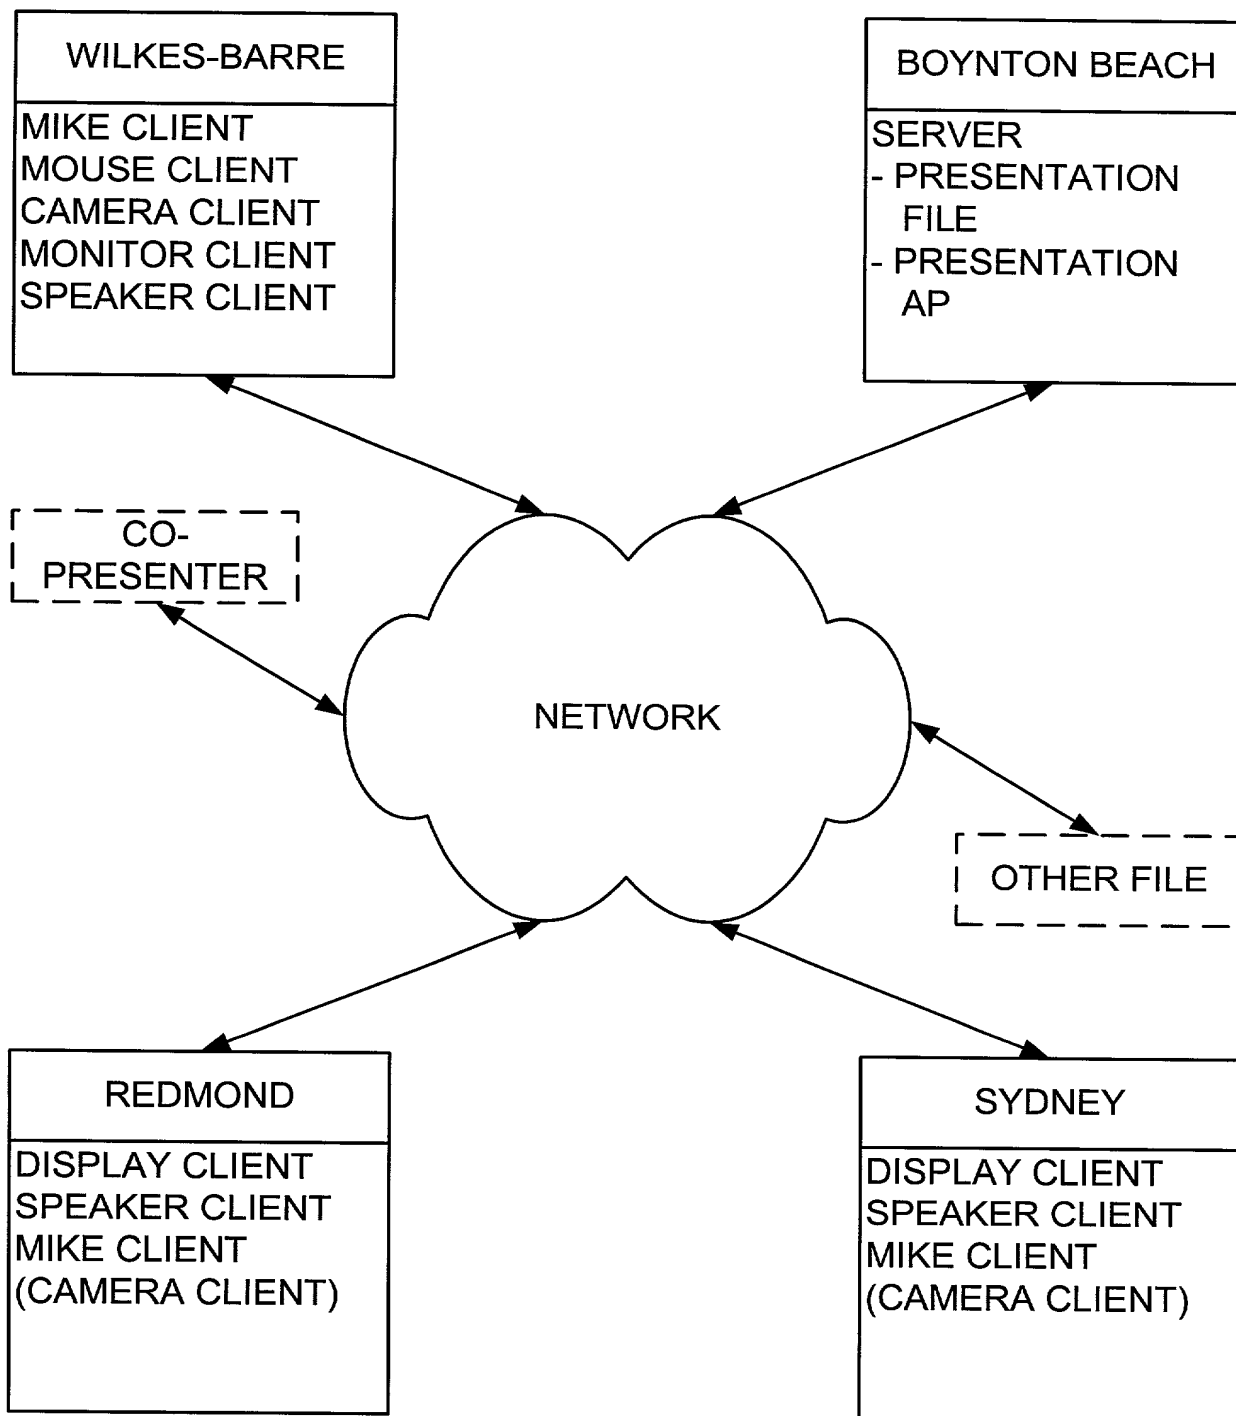 WILKES-BARRE
MIKE CLIENT
MOUSE CLIENT
CAMERA CLIENT
MONITOR CLIENT
SPEAKER CLIENT
BOYNTON BEACH
SERVER
- PRESENTATION
FILE
- PRESENTATION
AP
CO-
PRESENTER
NETWORK
OTHER FILE
REDMOND
DISPLAY CLIENT
SPEAKER CLIENT
MIKE CLIENT
(CAMERA CLIENT)
SYDNEY
DISPLAY CLIENT
SPEAKER CLIENT
MIKE CLIENT
(CAMERA CLIENT)